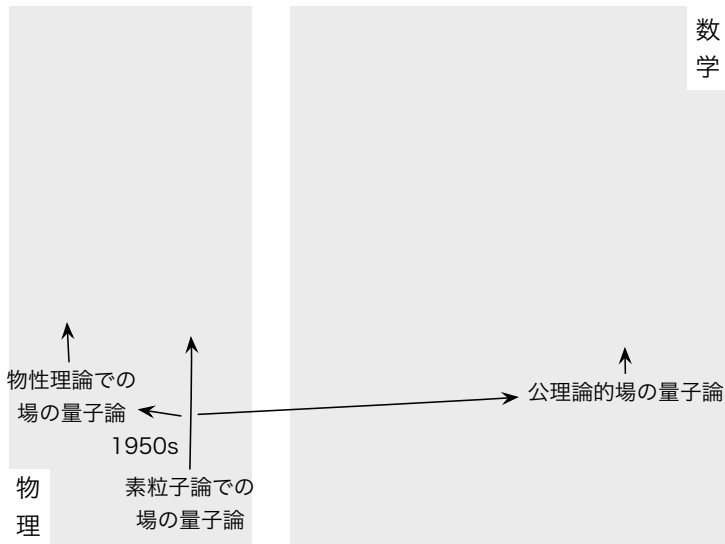 数
学
物性理論での
場の量子論
公理論的場の量子論
1950s
素粒子論での
場の量子論
物
理